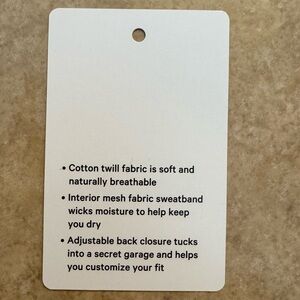 • Cotton twill fabric is soft and
naturally breathable
• Interior mesh fabric sweatband
wicks moisture to help keep
you dry
• Adjustable back closure tucks
into a secret garage and helps
you customize your fit